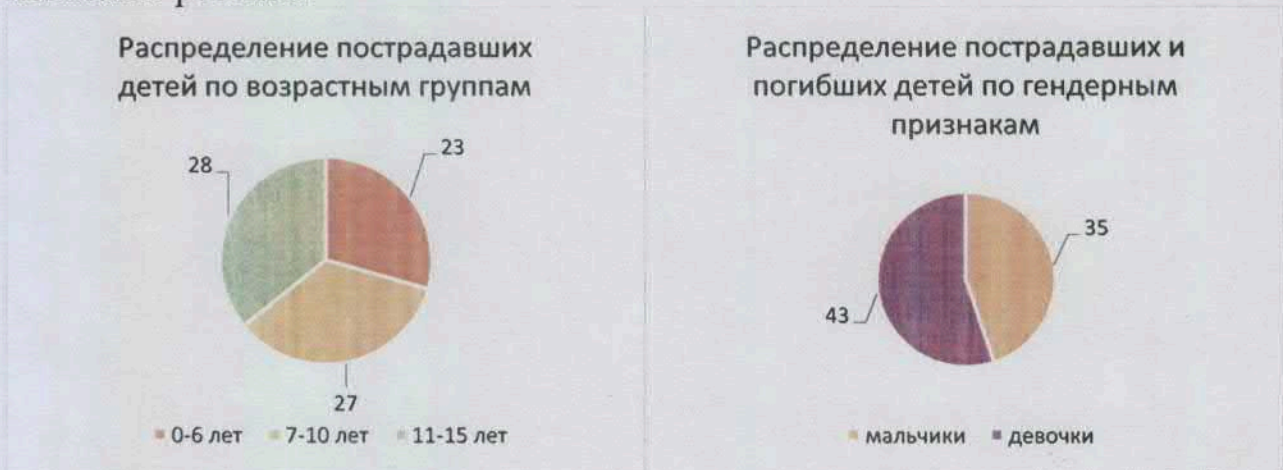 Распределение пострадавших
детей по возрастным группам
28
23
27
0-6 лет 7-10 лет 11-15 лет
Распределение пострадавших и
погибших детей по гендерным
признакам
35
43
мальчики девочки